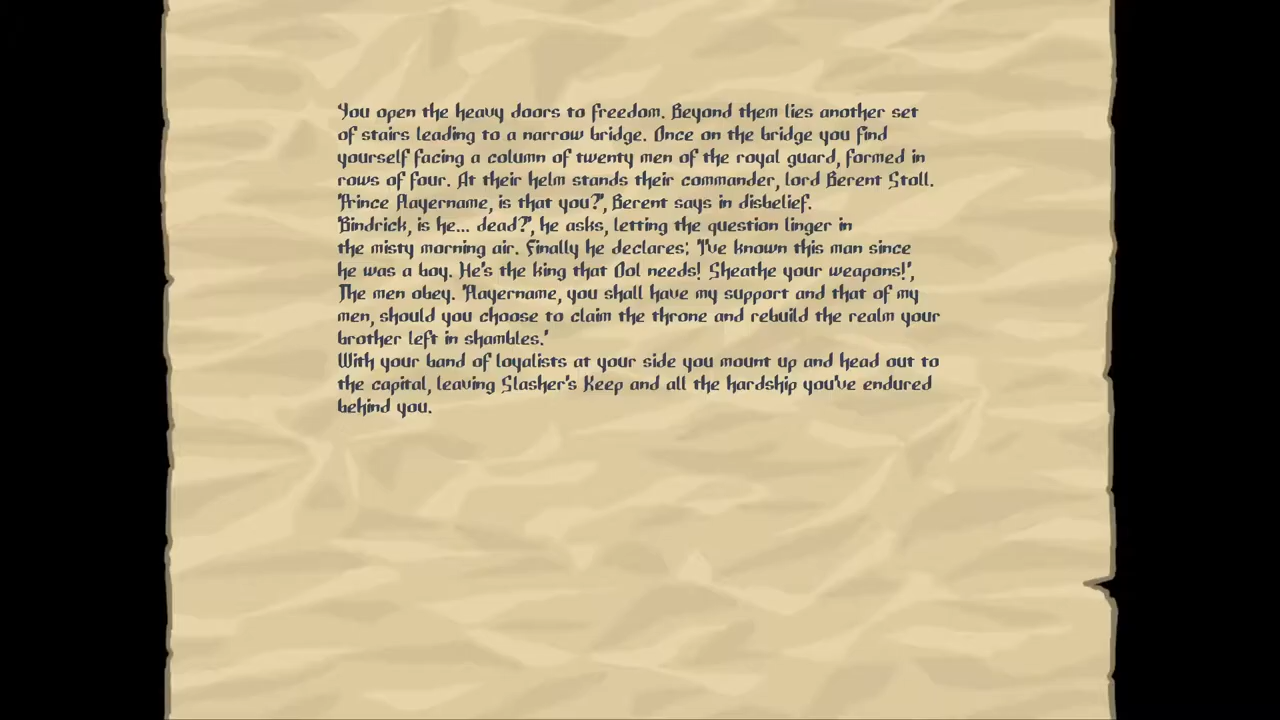 You open the heavy doors to freedom. Beyond them lies another set
of stairs leading to a narrow bridge. Once on the bridge you find
yourself facing a column of twenty men of the royal guard, formed in
rows of four. At their helm stands their commander, lord Berent Stoll.
'Prince Playername, is that you?', Berent says in disbelief.
'Bindrick, is he... dead?', he asks, letting the question linger in
the misty morning air. Finally he declares: 'I've known this man since
he was a boy. He's the king that Ool needs! Sheathe your weapons!',
The men obey. 'Playername, you shall have my support and that of my
men, should you choose to claim the throne and rebuild the realm your
brother left in shambles.'
With your band of loyalists at your side you mount up and head out to
the capital, leaving Slasher's Keep and all the hardship you've endured
behind you.